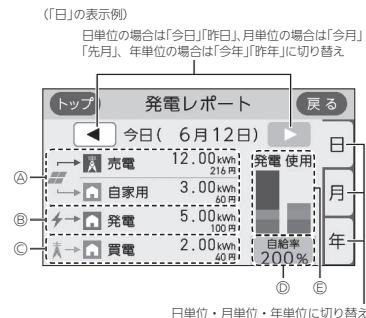 (「日」の表示例)
日単位の場合は「今日」「昨日」、月単位の場合は「今月」
「先月」、年単位の場合は「今年」「昨年」に切り替え
トップ 発電レポート 戻る
◀ 今日( 6月12日) ▶
日
月
年
Ⓐ
売電 12.00kWh
216円
自家用 3.00kWh
60円
Ⓑ 発電 5.00kWh
100円
Ⓒ 買電 2.00kWh
40円
発電 使用
自給率
200%
Ⓓ Ⓔ
日単位・月単位・年単位に切り替え